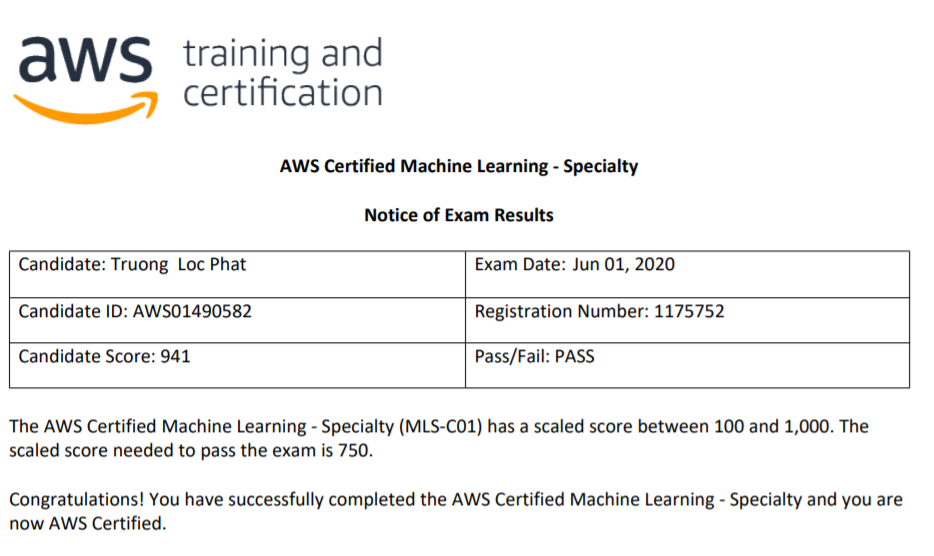 aws training and
certification
AWS Certified Machine Learning - Specialty
Notice of Exam Results
Candidate: Truong  Loc Phat
Exam Date: Jun 01, 2020
Candidate ID: AWS01490582
Registration Number: 1175752
Candidate Score: 941
Pass/Fail: PASS
The AWS Certified Machine Learning - Specialty (MLS-C01) has a scaled score between 100 and 1,000. The
scaled score needed to pass the exam is 750.
Congratulations! You have successfully completed the AWS Certified Machine Learning - Specialty and you are
now AWS Certified.